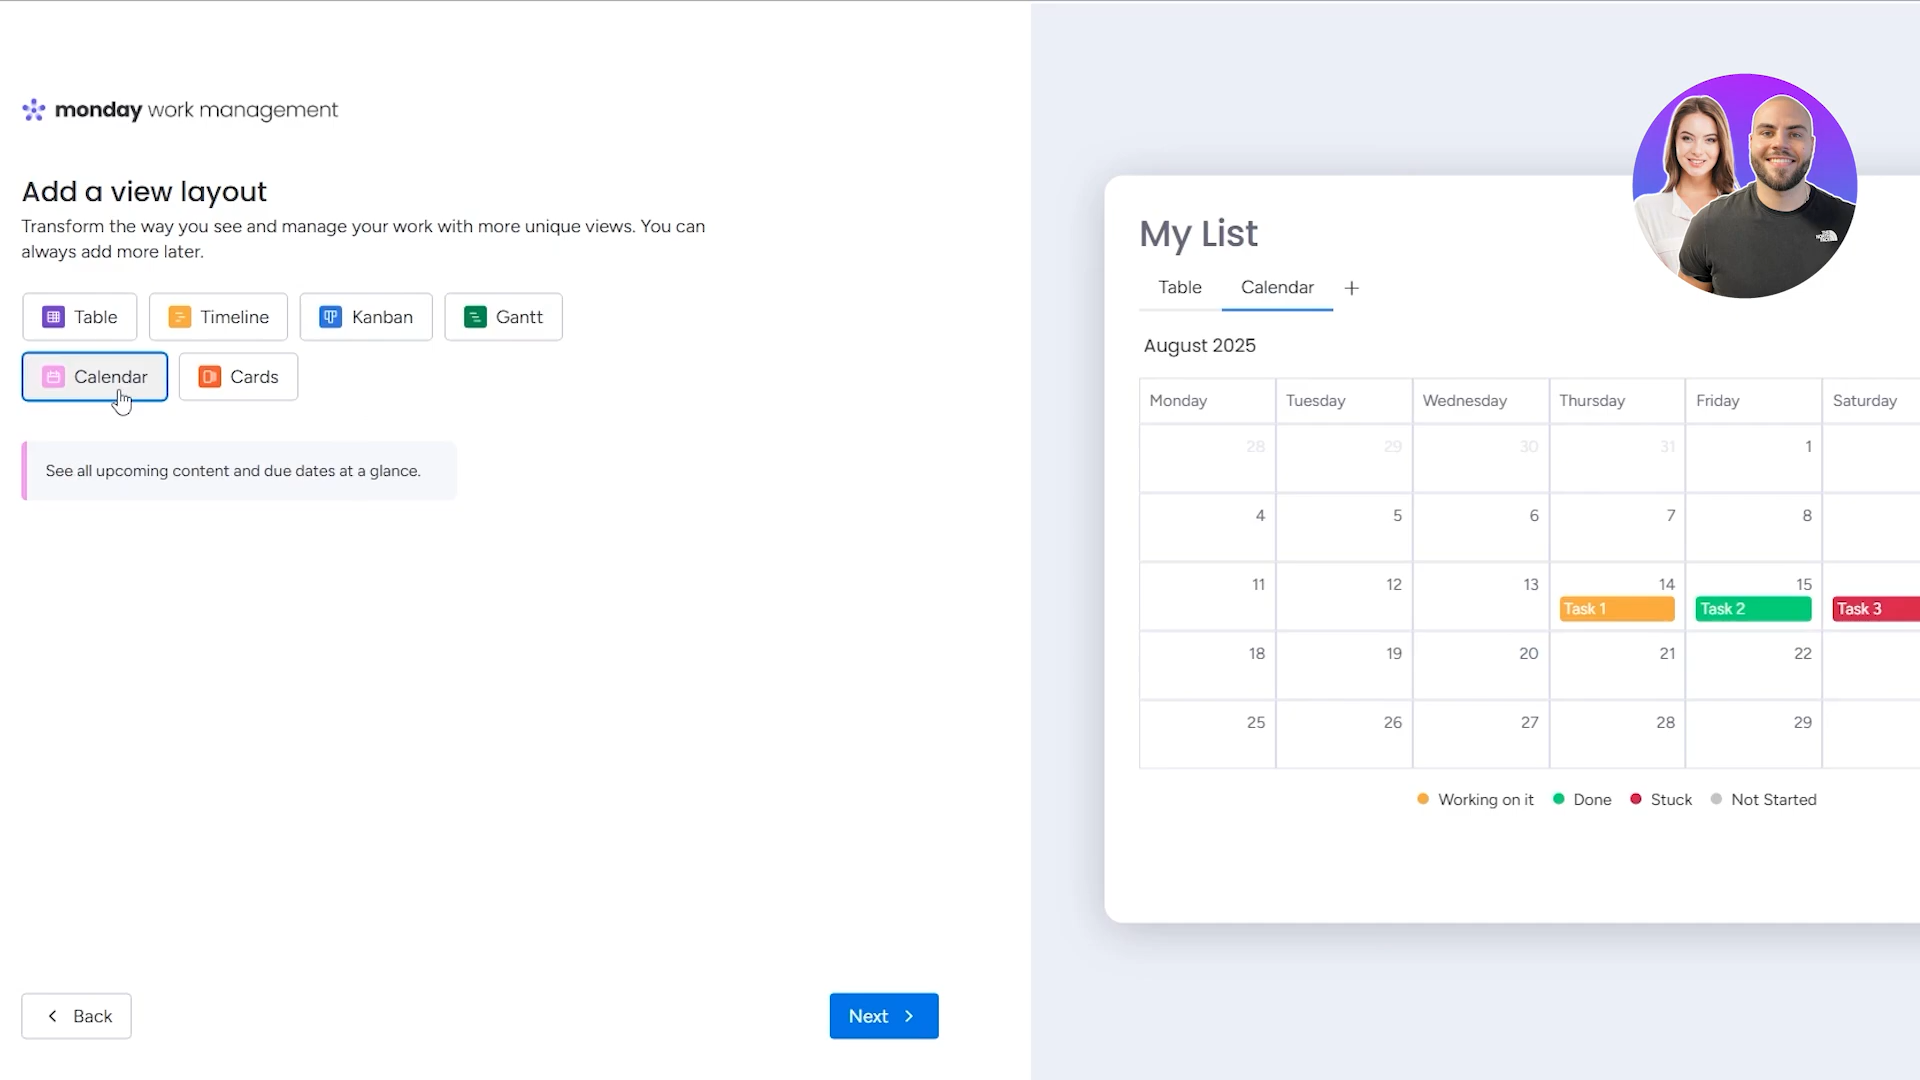 monday work management
Add a view layout
Transform the way you see and manage your work with more unique views. You can
always add more later.
Table Timeline Kanban Gantt
Calendar Cards
See all upcoming content and due dates at a glance.
Back Next
My List
Table Calendar +
August 2025
Monday Tuesday Wednesday Thursday Friday Saturday
28 29 30 31 1
4 5 6 7 8
11 12 13 14 15
Task 1 Task 2 Task 3
18 19 20 21 22
25 26 27 28 29
Working on it Done Stuck Not Started